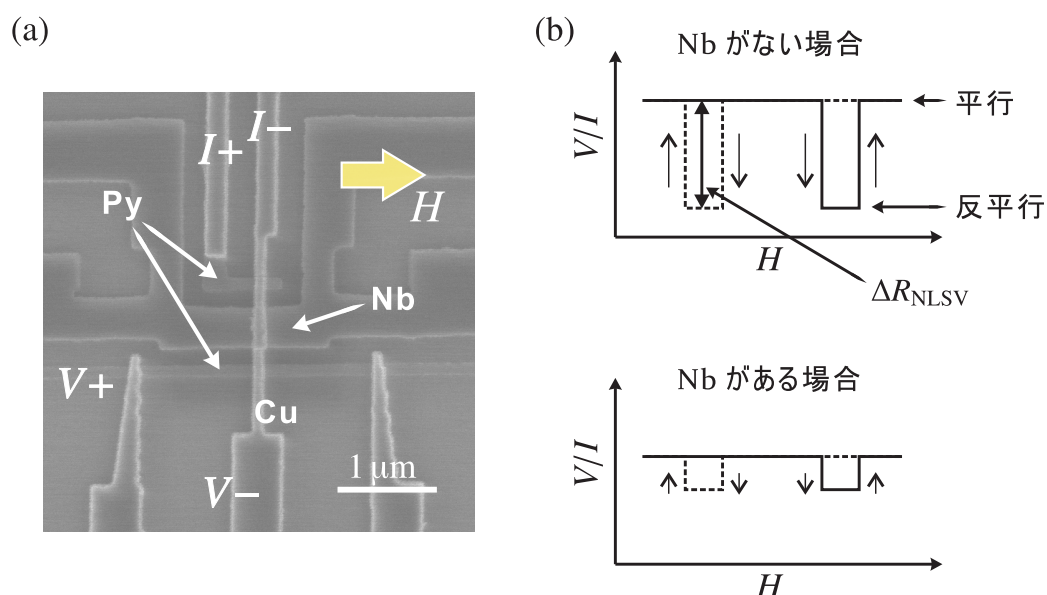 (a)
I+
I−
H
Py
Nb
V+
Cu
V−
1 μm
(b)
Nb がない場合
V/I
平行
反平行
H
ΔR_NLSV
Nb がある場合
V/I
H